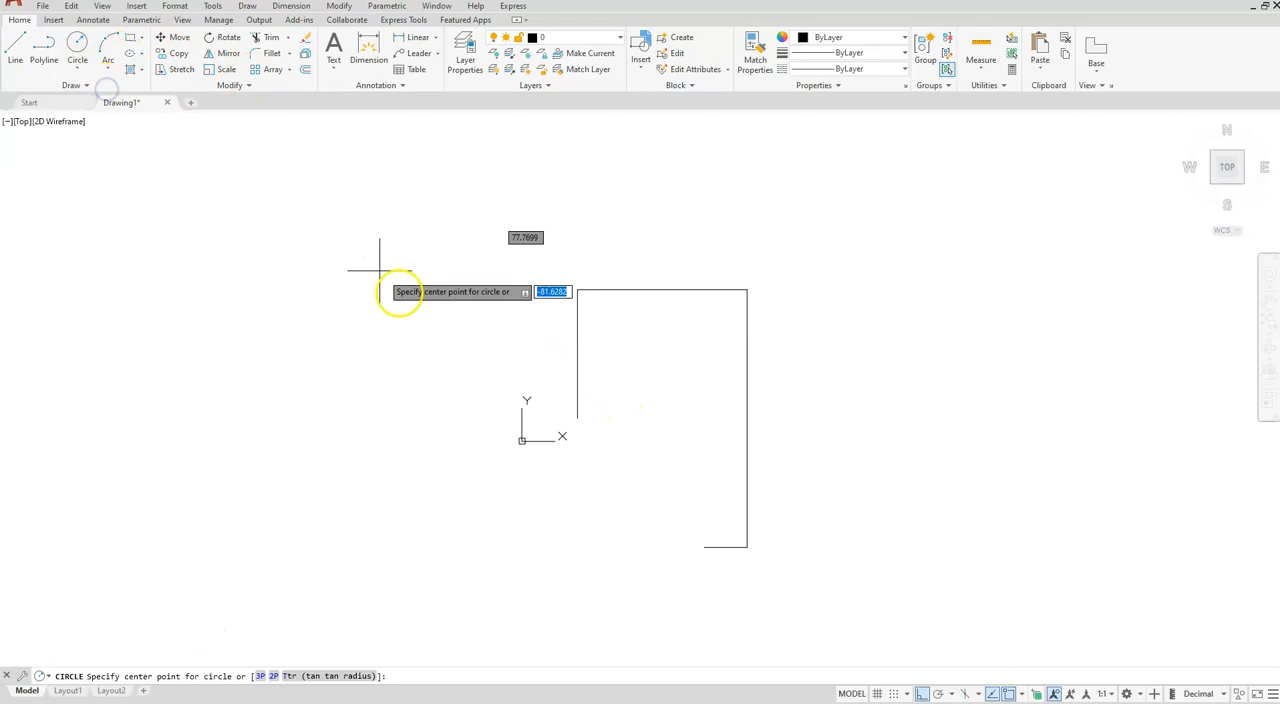 File Edit View Insert Format Tools Draw Dimension Modify Parametric Window Help Express
Home Insert Annotate Parametric View Manage Output Add-ins Collaborate Express Tools Featured Apps
Line Polyline Circle Arc
Move Rotate Trim
Copy Mirror Fillet
Stretch Scale Array
Text Dimension
Linear
Leader
Table
Layer Properties
0
Make Current
Match Layer
Insert
Create
Edit
Edit Attributes
Match Properties
ByLayer
ByLayer
ByLayer
Group
Measure
Paste
Base
Draw Modify Annotation Layers Block Properties Groups Utilities Clipboard View
Start Drawing1*
[−][Top][2D Wireframe]
N
W TOP E
S
WCS
77.7699
Specify center point for circle or -81.6282
Y
X
CIRCLE Specify center point for circle or [3P 2P Ttr (tan tan radius)]:
Model Layout1 Layout2 +
MODEL 1:1 Decimal